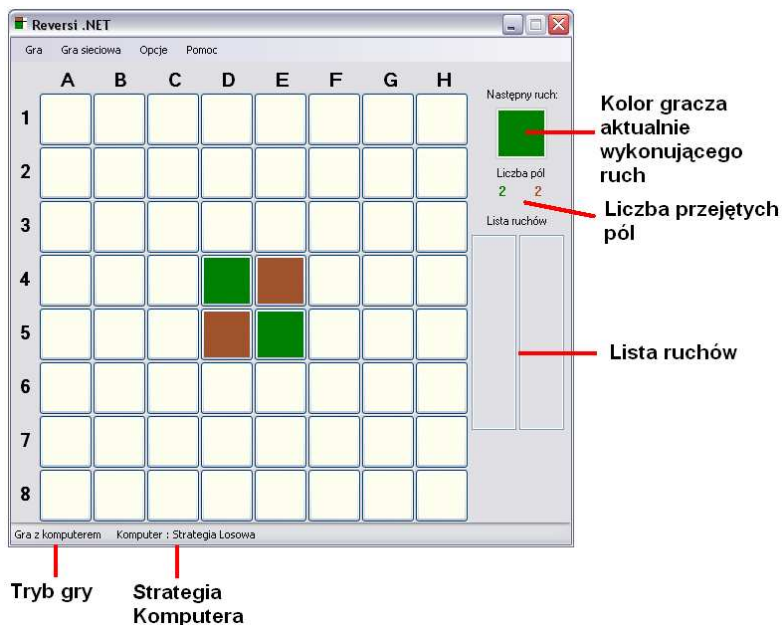 Reversi .NET
Gra Gra sieciowa Opcje Pomoc
A B C D E F G H
1
2
3
4
5
6
7
8
Następny ruch:
Liczba pól
2 2
Lista ruchów
Kolor gracza
aktualnie
wykonującego
ruch
Liczba przejętych
pól
Lista ruchów
Gra z komputerem Komputer : Strategia Losowa
Tryb gry
Strategia
Komputera